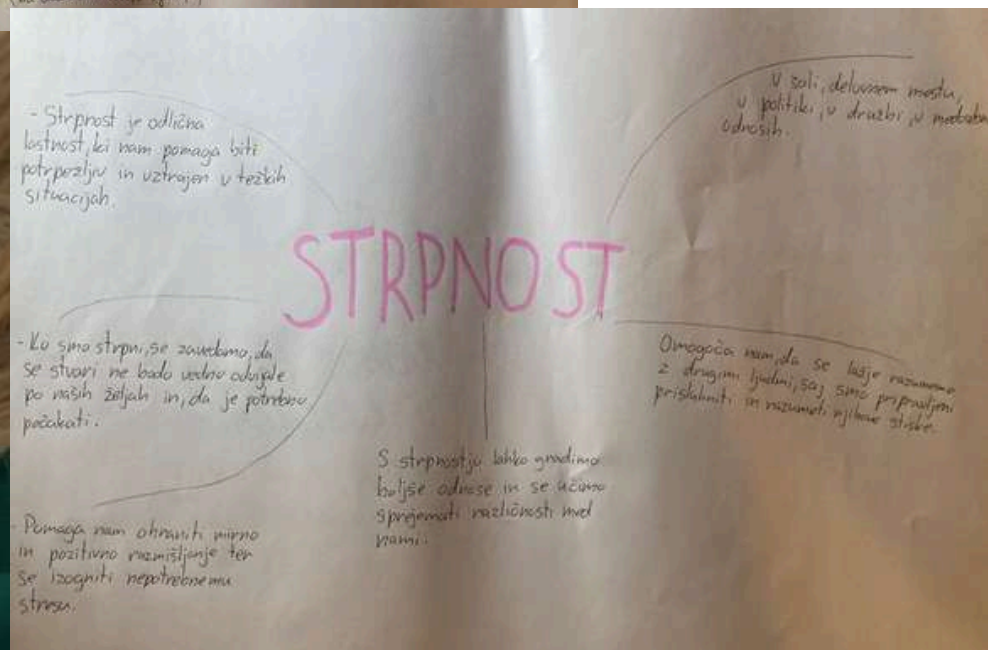 - Strpnost je odlična
lastnost, ki nam pomaga biti
potrpežljiv in vztrajen v težkih
situacijah.
V šoli, delovnem mestu,
v politiki, v družbi, v
odnosih.
STRPNOST
- Ko smo strpni, se zavedamo, da
se stvari ne bodo vedno odvijale
po naših željah in, da je potrebno
počakati.
Omogoča nam, da se lažje razumemo
z drugimi ljudmi, saj smo pripravljeni
prisluhniti in razumeti njihove stiske.
S strpnostjo lahko gradimo
boljše odnose in se učimo
sprejemati različnosti med
nami.
- Pomaga nam ohraniti mirno
in pozitivno razmišljanje ter
se izogniti nepotrebnemu
stresu.